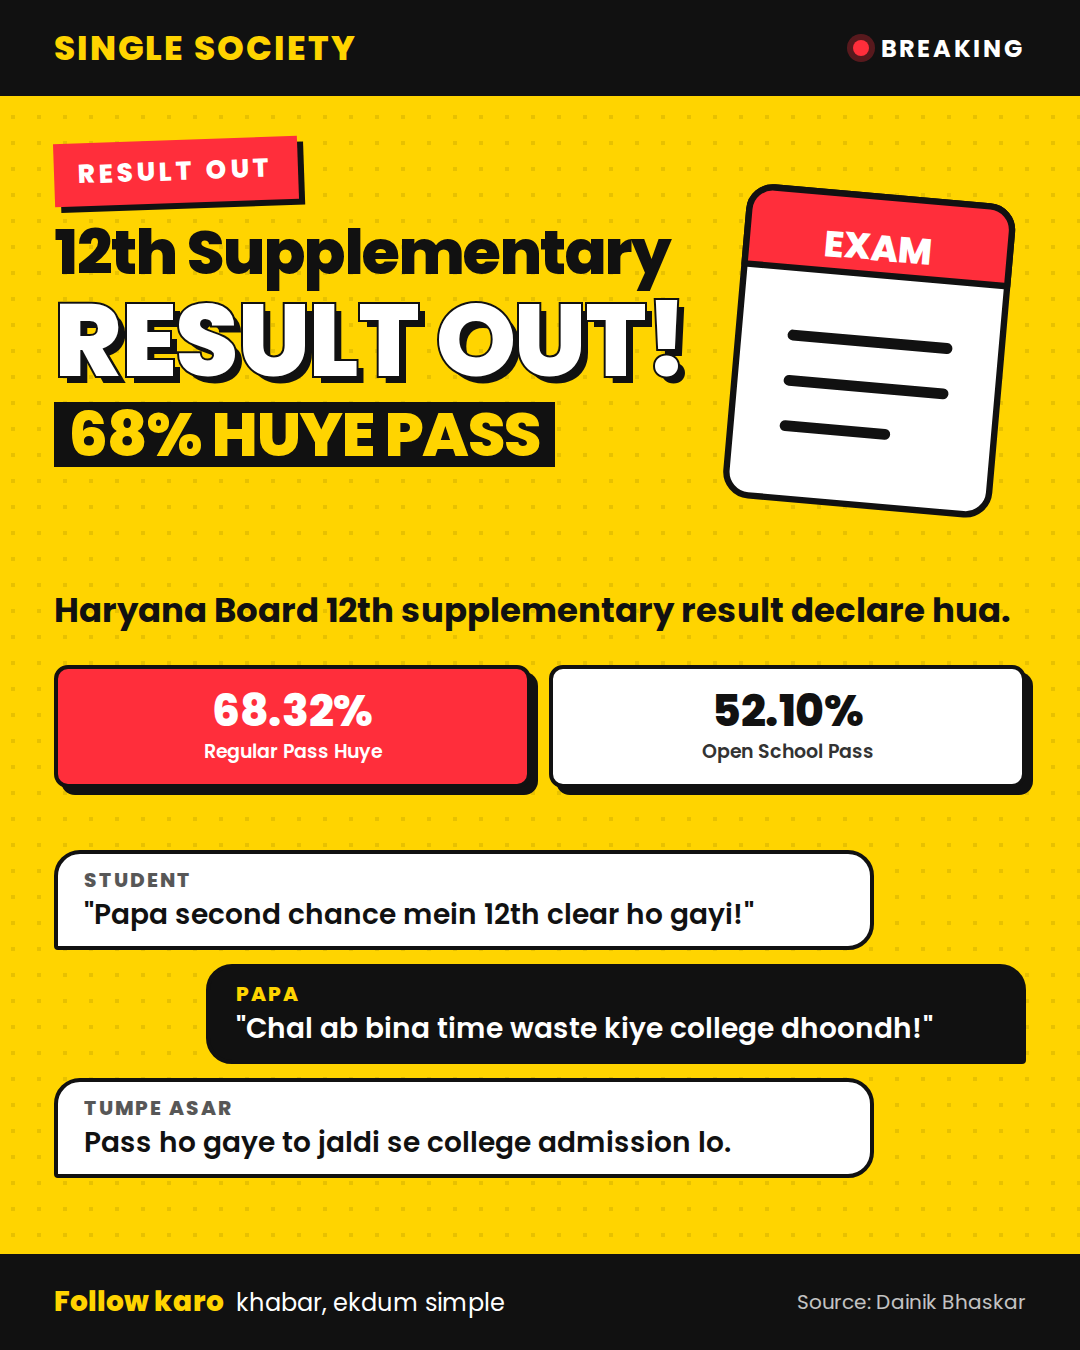 SINGLE SOCIETY
BREAKING
RESULT OUT
12th Supplementary
RESULT OUT!
68% HUYE PASS
EXAM
Haryana Board 12th supplementary result declare hua.
68.32%
Regular Pass Huye
52.10%
Open School Pass
STUDENT
"Papa second chance mein 12th clear ho gayi!"
PAPA
"Chal ab bina time waste kiye college dhoondh!"
TUMPE ASAR
Pass ho gaye to jaldi se college admission lo.
Follow karo khabar, ekdum simple
Source: Dainik Bhaskar